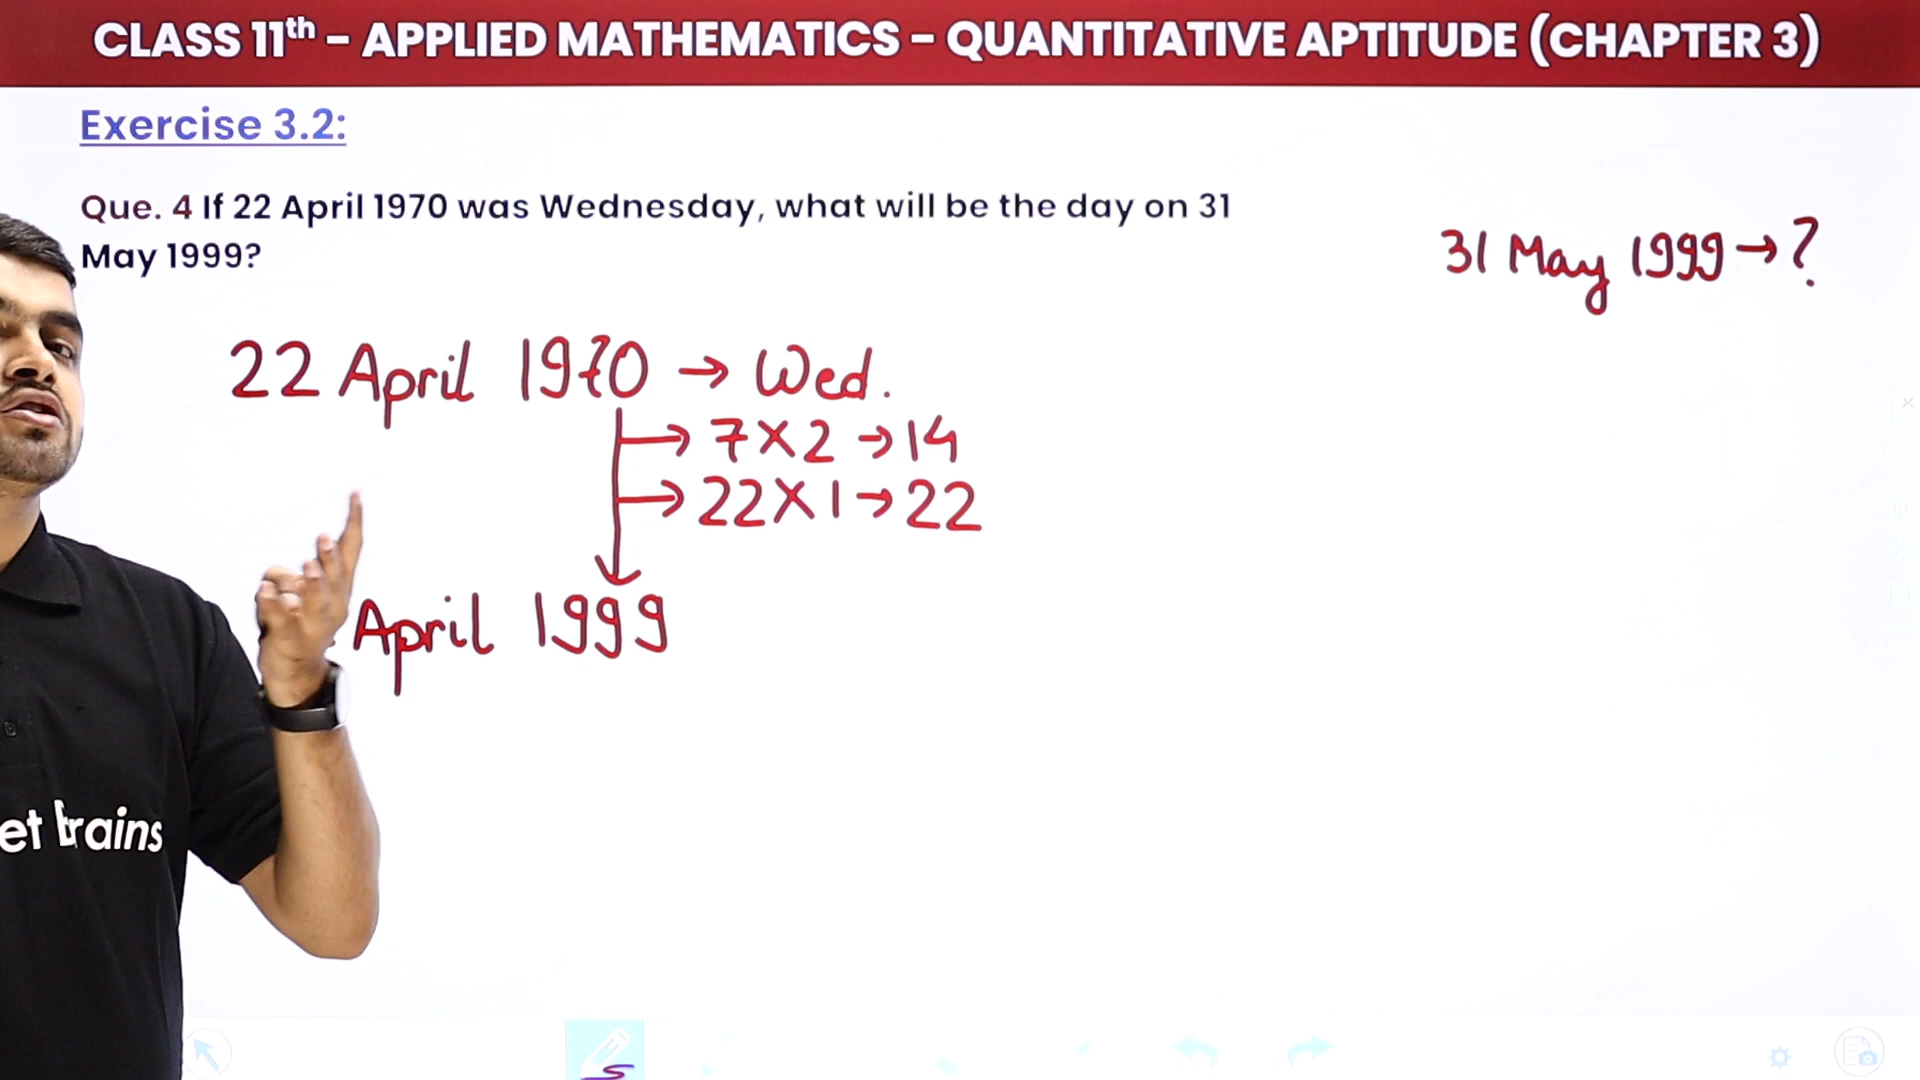 CLASS 11th - APPLIED MATHEMATICS - QUANTITATIVE APTITUDE (CHAPTER 3)
Exercise 3.2:
Que. 4 If 22 April 1970 was Wednesday, what will be the day on 31
May 1999?
31 May 1999 → ?
22 April 1970 → Wed.
→ 7 X 2 → 14
→ 22 X 1 → 22
April 1999
et Brains